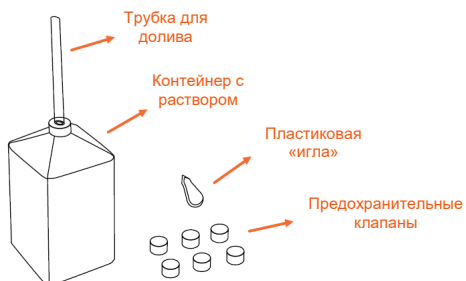 Трубка для
долива
Контейнер с
раствором
Пластиковая
«игла»
Предохранительные
клапаны